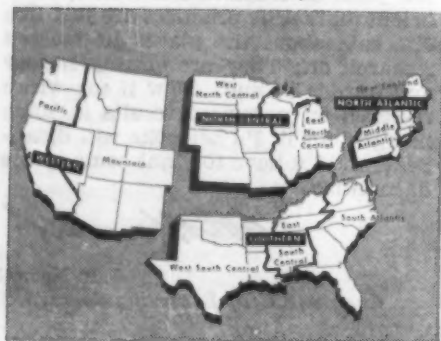 Pacific
WESTERN
Mountain
West
North Central
NORTH CENTRAL
East
North
Central
New England
NORTH ATLANTIC
Middle
Atlantic
West South Central
East
SOUTHERN
South
Central
South Atlantic